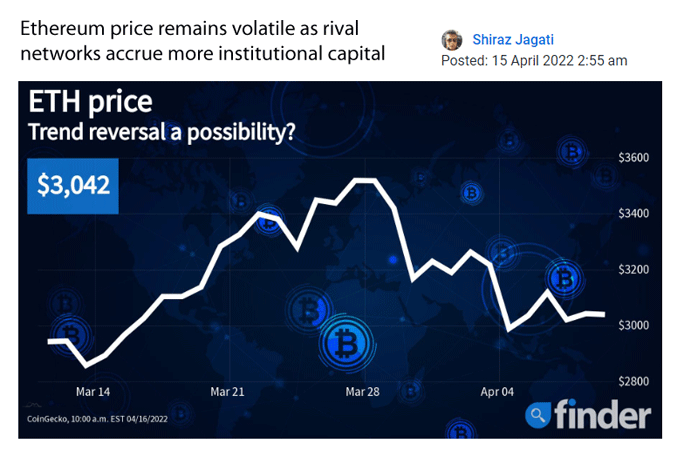 Ethereum price remains volatile as rival
networks accrue more institutional capital
Shiraz Jagati
Posted: 15 April 2022 2:55 am
ETH price
Trend reversal a possibility?
$3,042
$3600
$3400
$3200
$3000
$2800
Mar 14
Mar 21
Mar 28
Apr 04
CoinGecko, 10:00 a.m. EST 04/16/2022
finder